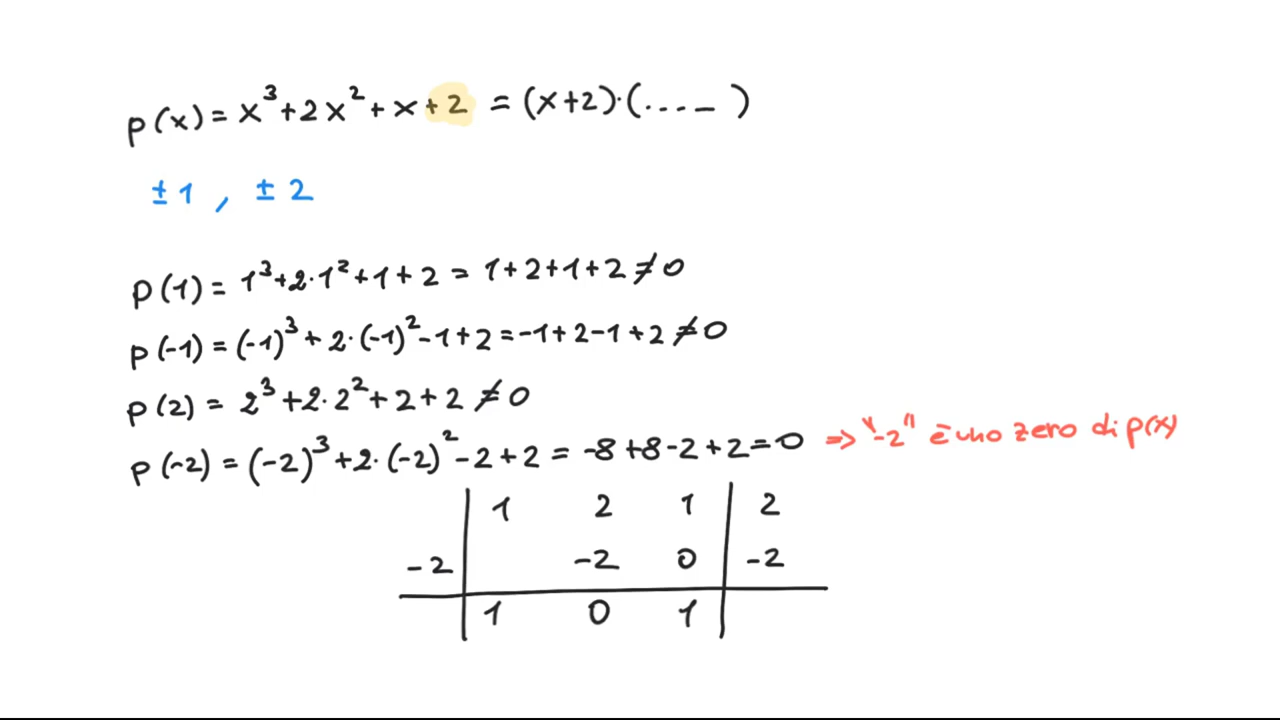 p(x) = x³ + 2x² + x + 2 = (x+2)·(.... )
± 1 , ± 2
p(1) = 1³+2·1²+1+2 = 1+2+1+2 ≠ 0
p(-1) = (-1)³ + 2·(-1)² -1+2 = -1+2-1+2 ≠ 0
p(2) = 2³ +2·2² + 2 + 2 ≠ 0
p(-2) = (-2)³ +2·(-2)² -2+2 = -8+8-2+2=0 => "-2" è uno zero di p(x)
1 2 1 2
-2 -2 0 -2
1 0 1